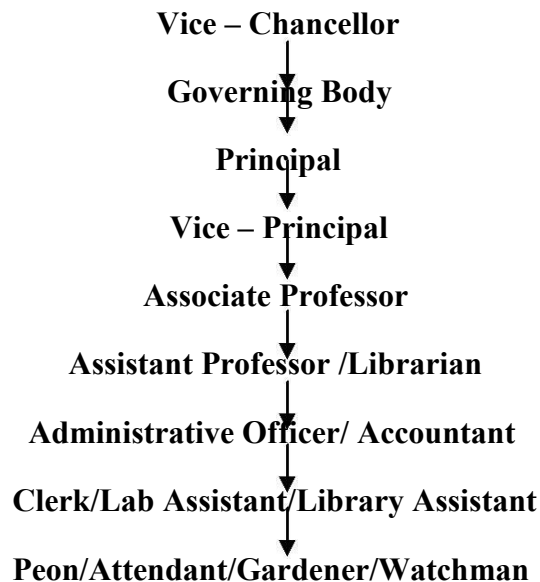 Vice – Chancellor
Governing Body
Principal
Vice – Principal
Associate Professor
Assistant Professor /Librarian
Administrative Officer/ Accountant
Clerk/Lab Assistant/Library Assistant
Peon/Attendant/Gardener/Watchman